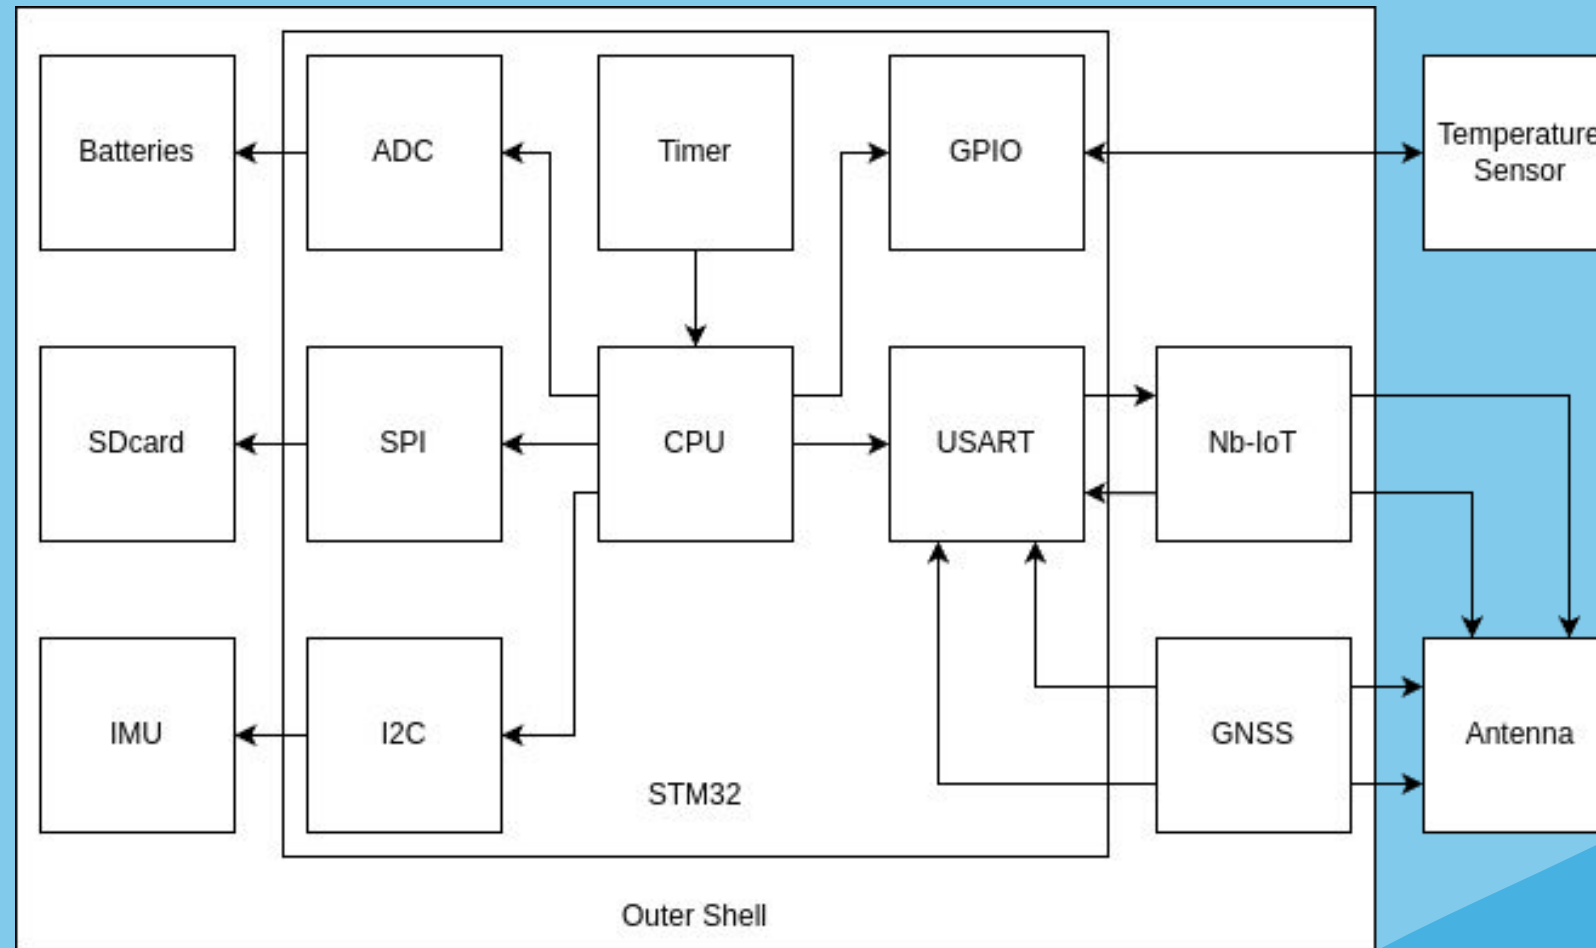 Batteries
ADC
Timer
GPIO
Temperature
Sensor
SDcard
SPI
CPU
USART
Nb-IoT
IMU
I2C
GNSS
Antenna
STM32
Outer Shell